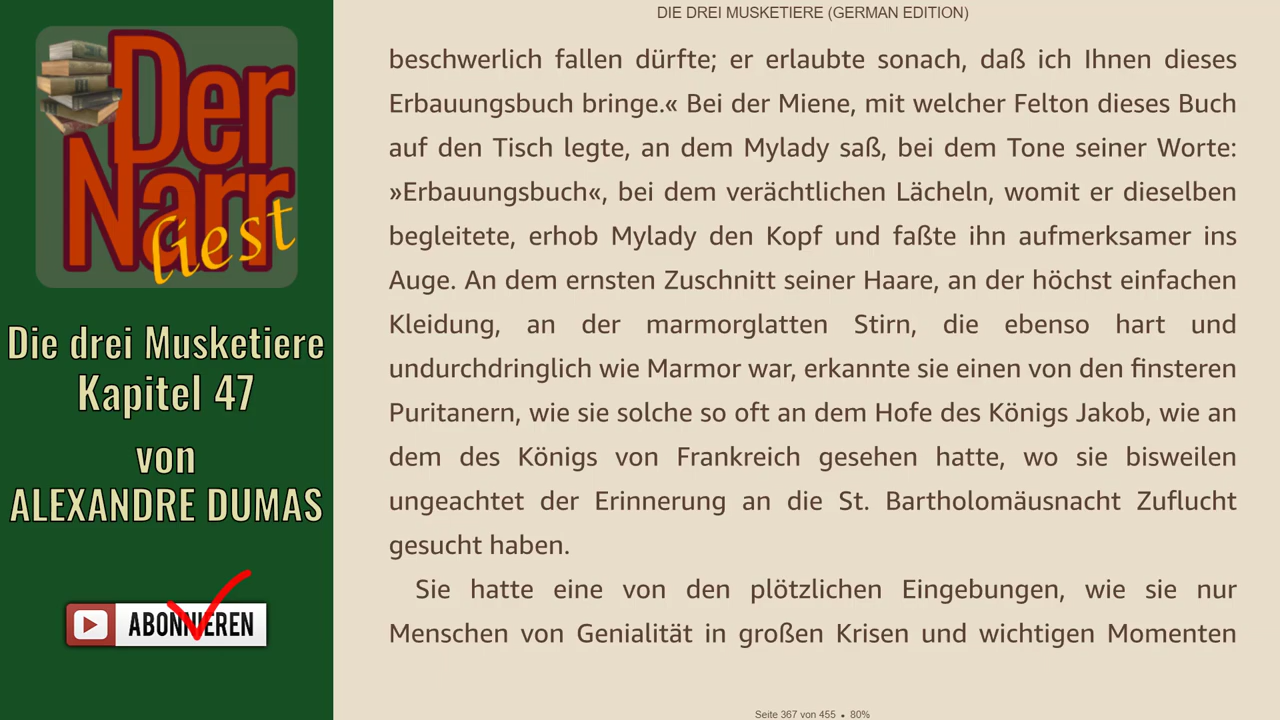 Der
Narr
liest
Die drei Musketiere
Kapitel 47
von
ALEXANDRE DUMAS
ABONNIEREN
DIE DREI MUSKETIERE (GERMAN EDITION)
beschwerlich fallen dürfte; er erlaubte sonach, daß ich Ihnen dieses
Erbauungsbuch bringe.« Bei der Miene, mit welcher Felton dieses Buch
auf den Tisch legte, an dem Mylady saß, bei dem Tone seiner Worte:
»Erbauungsbuch«, bei dem verächtlichen Lächeln, womit er dieselben
begleitete, erhob Mylady den Kopf und faßte ihn aufmerksamer ins
Auge. An dem ernsten Zuschnitt seiner Haare, an der höchst einfachen
Kleidung, an der marmorglatten Stirn, die ebenso hart und
undurchdringlich wie Marmor war, erkannte sie einen von den finsteren
Puritanern, wie sie solche so oft an dem Hofe des Königs Jakob, wie an
dem des Königs von Frankreich gesehen hatte, wo sie bisweilen
ungeachtet der Erinnerung an die St. Bartholomäusnacht Zuflucht
gesucht haben.
Sie hatte eine von den plötzlichen Eingebungen, wie sie nur
Menschen von Genialität in großen Krisen und wichtigen Momenten
Seite 367 von 455 • 80%